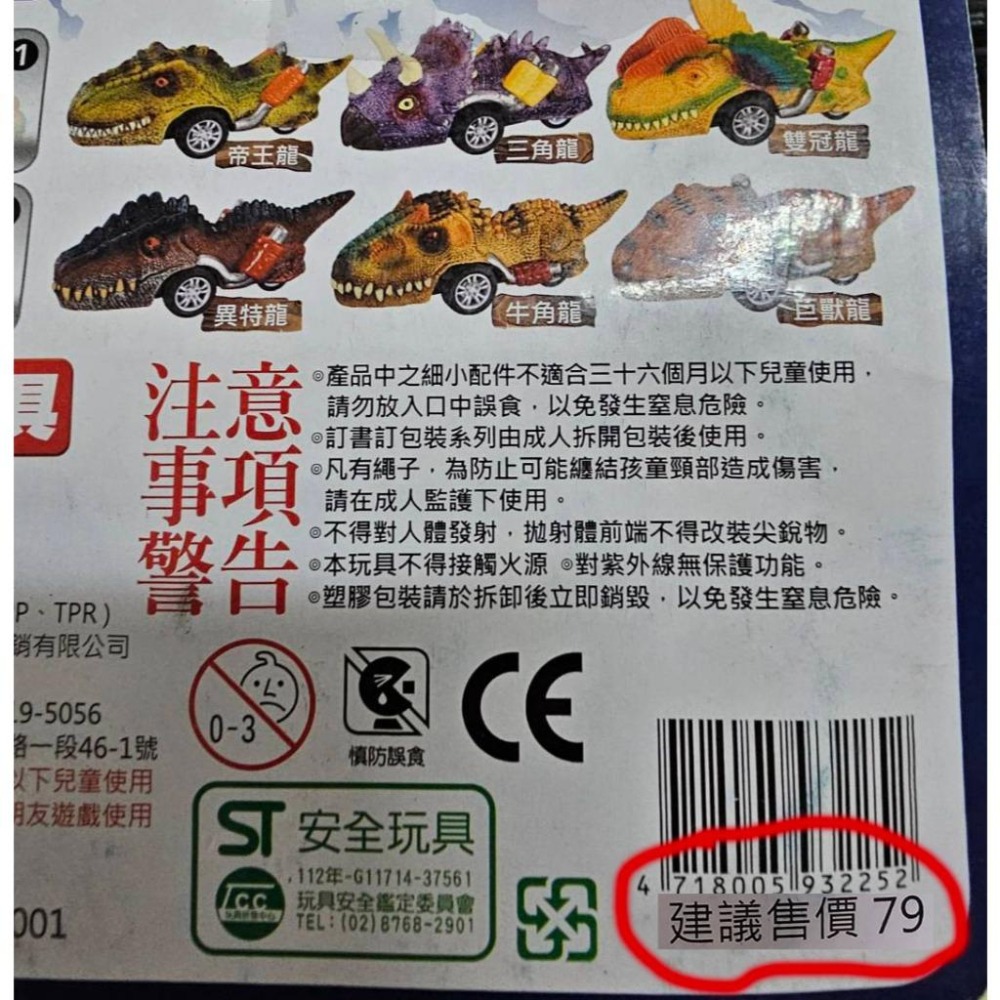 1
帝王龍
三角龍
雙冠龍
異特龍
牛角龍
巨獸龍
具
注意
事項
警告
◎產品中之細小配件不適合三十六個月以下兒童使用，
請勿放入口中誤食，以免發生窒息危險。
◎訂書訂包裝系列由成人拆開包裝後使用。
◎凡有繩子，為防止可能纏結孩童頸部造成傷害，
請在成人監護下使用。
◎不得對人體發射，拋射體前端不得改裝尖銳物。
◎本玩具不得接觸火源 ◎對紫外線無保護功能。
◎塑膠包裝請於拆卸後立即銷毀，以免發生窒息危險。
P、TPR)
銷有限公司
19-5056
路一段46-1號
以下兒童使用
朋友遊戲使用
001
0-3
慎防誤食
CE
ST 安全玩具
112年-G11714-37561
玩具安全鑑定委員會
TEL:(02)8768-2901
CC
4 718005 932252
建議售價 79